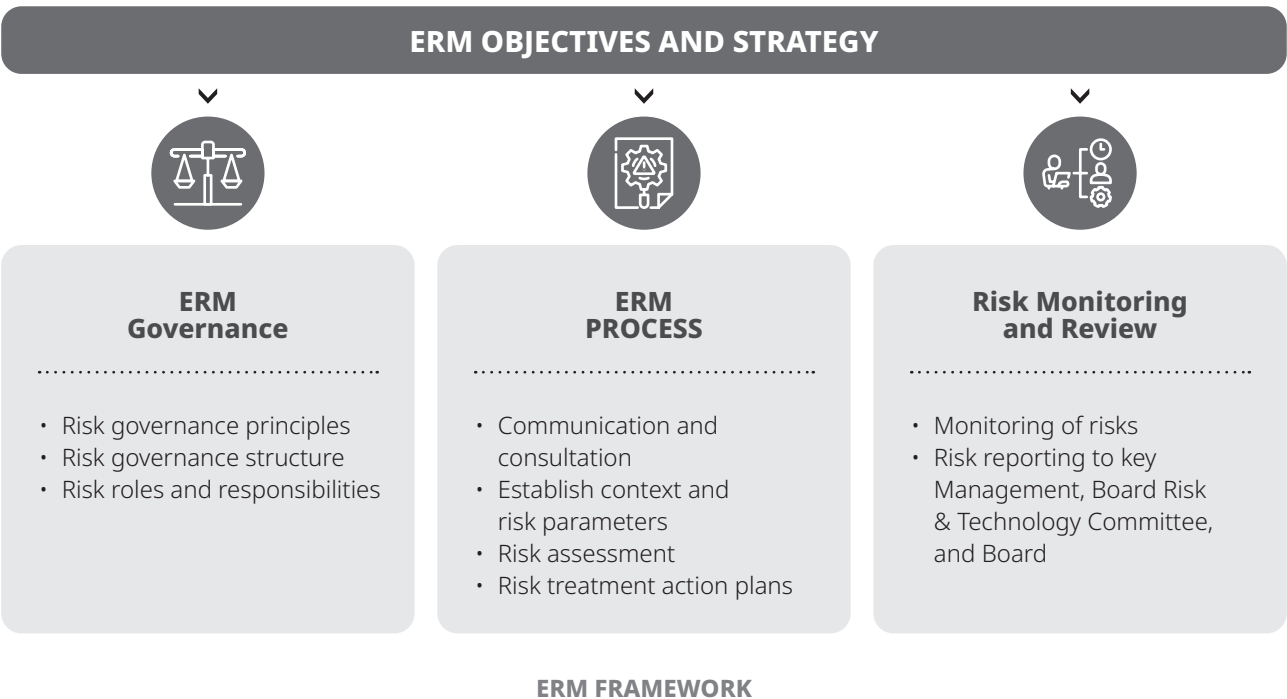 ERM OBJECTIVES AND STRATEGY
ERM
Governance
• Risk governance principles
• Risk governance structure
• Risk roles and responsibilities
ERM
PROCESS
• Communication and
consultation
• Establish context and
risk parameters
• Risk assessment
• Risk treatment action plans
Risk Monitoring
and Review
• Monitoring of risks
• Risk reporting to key
Management, Board Risk
& Technology Committee,
and Board
ERM FRAMEWORK